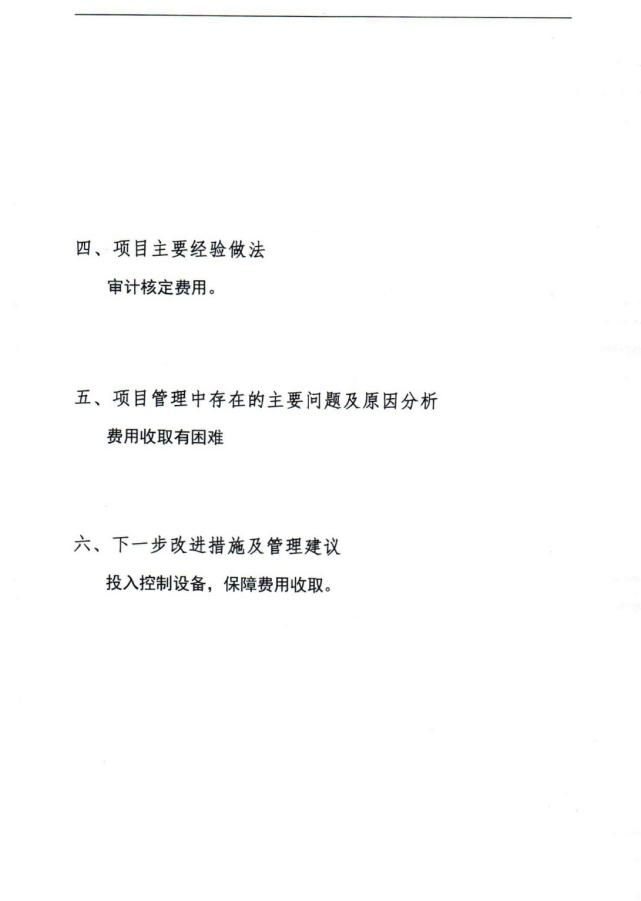 四、项目主要经验做法
审计核定费用。
五、项目管理中存在的主要问题及原因分析
费用收取有困难
六、下一步改进措施及管理建议
投入控制设备，保障费用收取。